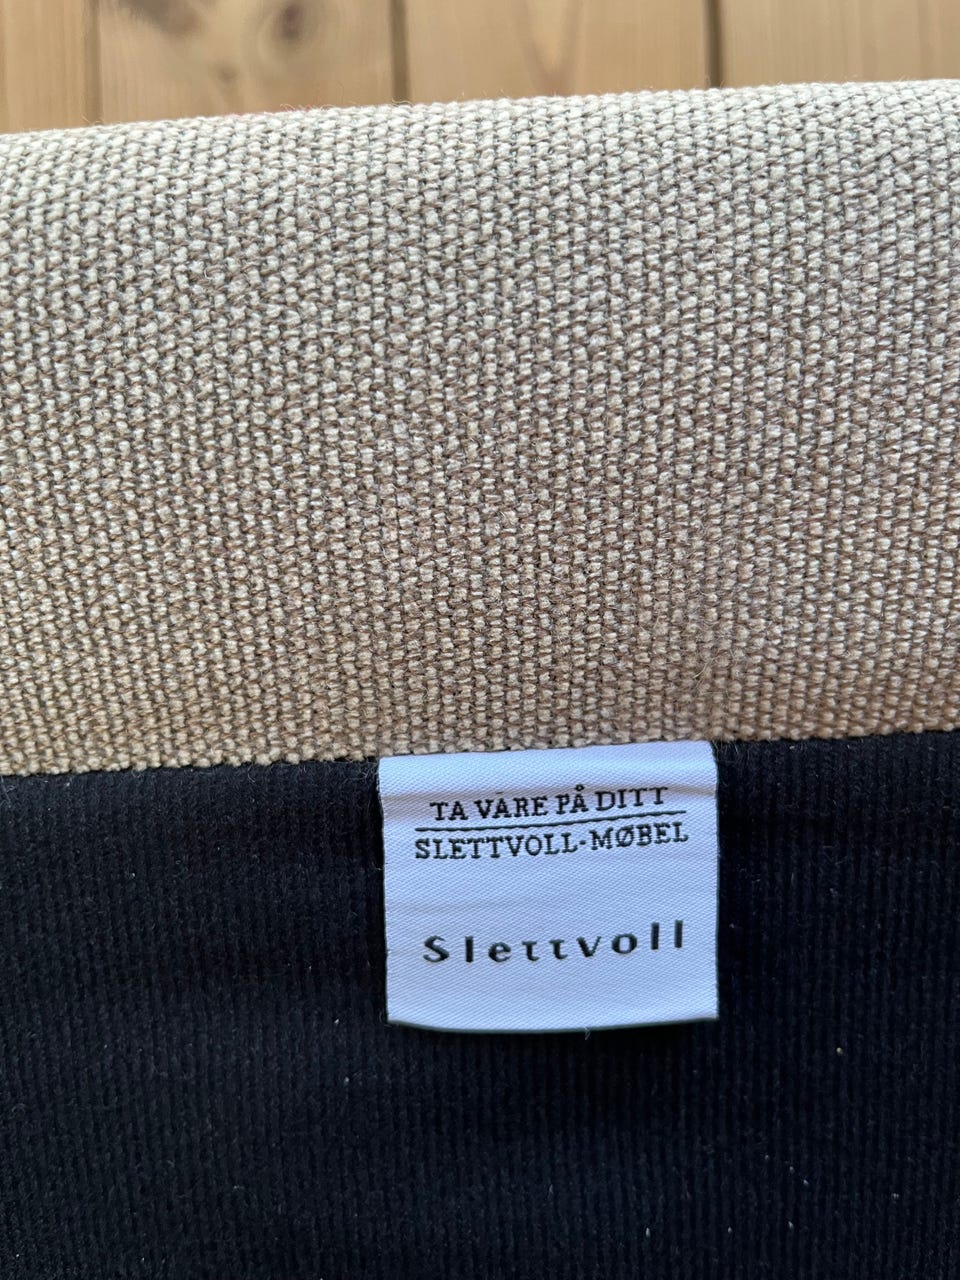 TA VARE PÅ DITT
SLETTVOLL-MØBEL
Slettvoll